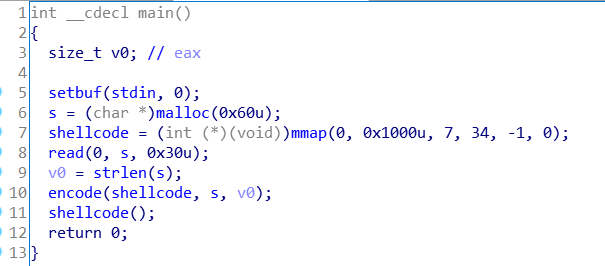 1 int __cdecl main()
2 {
3   size_t v0; // eax
4
5   setbuf(stdin, 0);
6   s = (char *)malloc(0x60u);
7   shellcode = (int (*)(void))mmap(0, 0x1000u, 7, 34, -1, 0);
8   read(0, s, 0x30u);
9   v0 = strlen(s);
10   encode(shellcode, s, v0);
11   shellcode();
12   return 0;
13 }